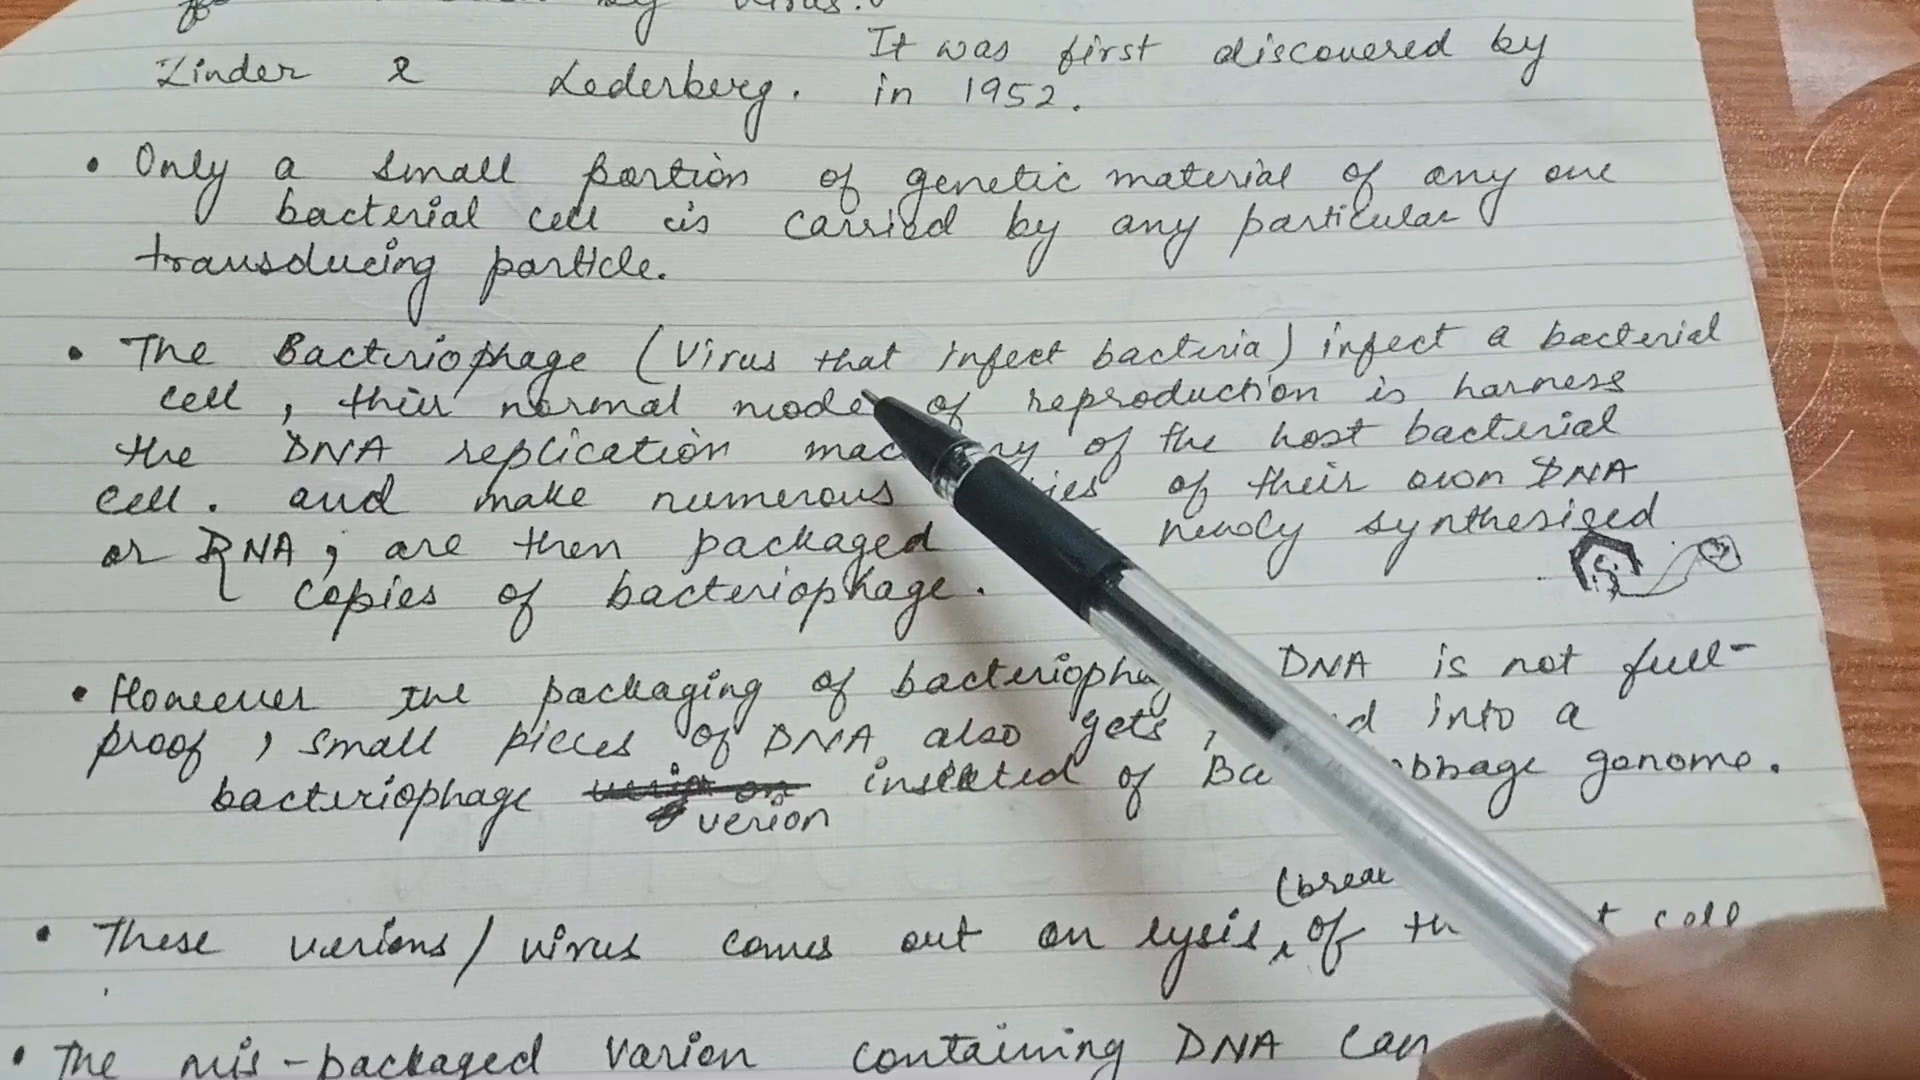 by virus.
It was first discovered by
Zinder & Lederberg. in 1952.
• Only a small portion of genetic material of any one
bacterial cell is carried by any particular
transducing particle.
• The Bacteriophage (Virus that infect bacteria) infect a bacterial
cell, their normal mode of reproduction is harness
the DNA replication of the host bacterial
cell. and make numerous of their own DNA
or RNA, are then packaged newly synthesised
copies of bacteriophage.
• However the packaging of DNA is not full-
proof, small pieces of DNA also gets, into a
bacteriophage insteted of genome.
verion
(break
• These verions/virus comes out on lysis, of cell
• The mis-packaged varion containing DNA can